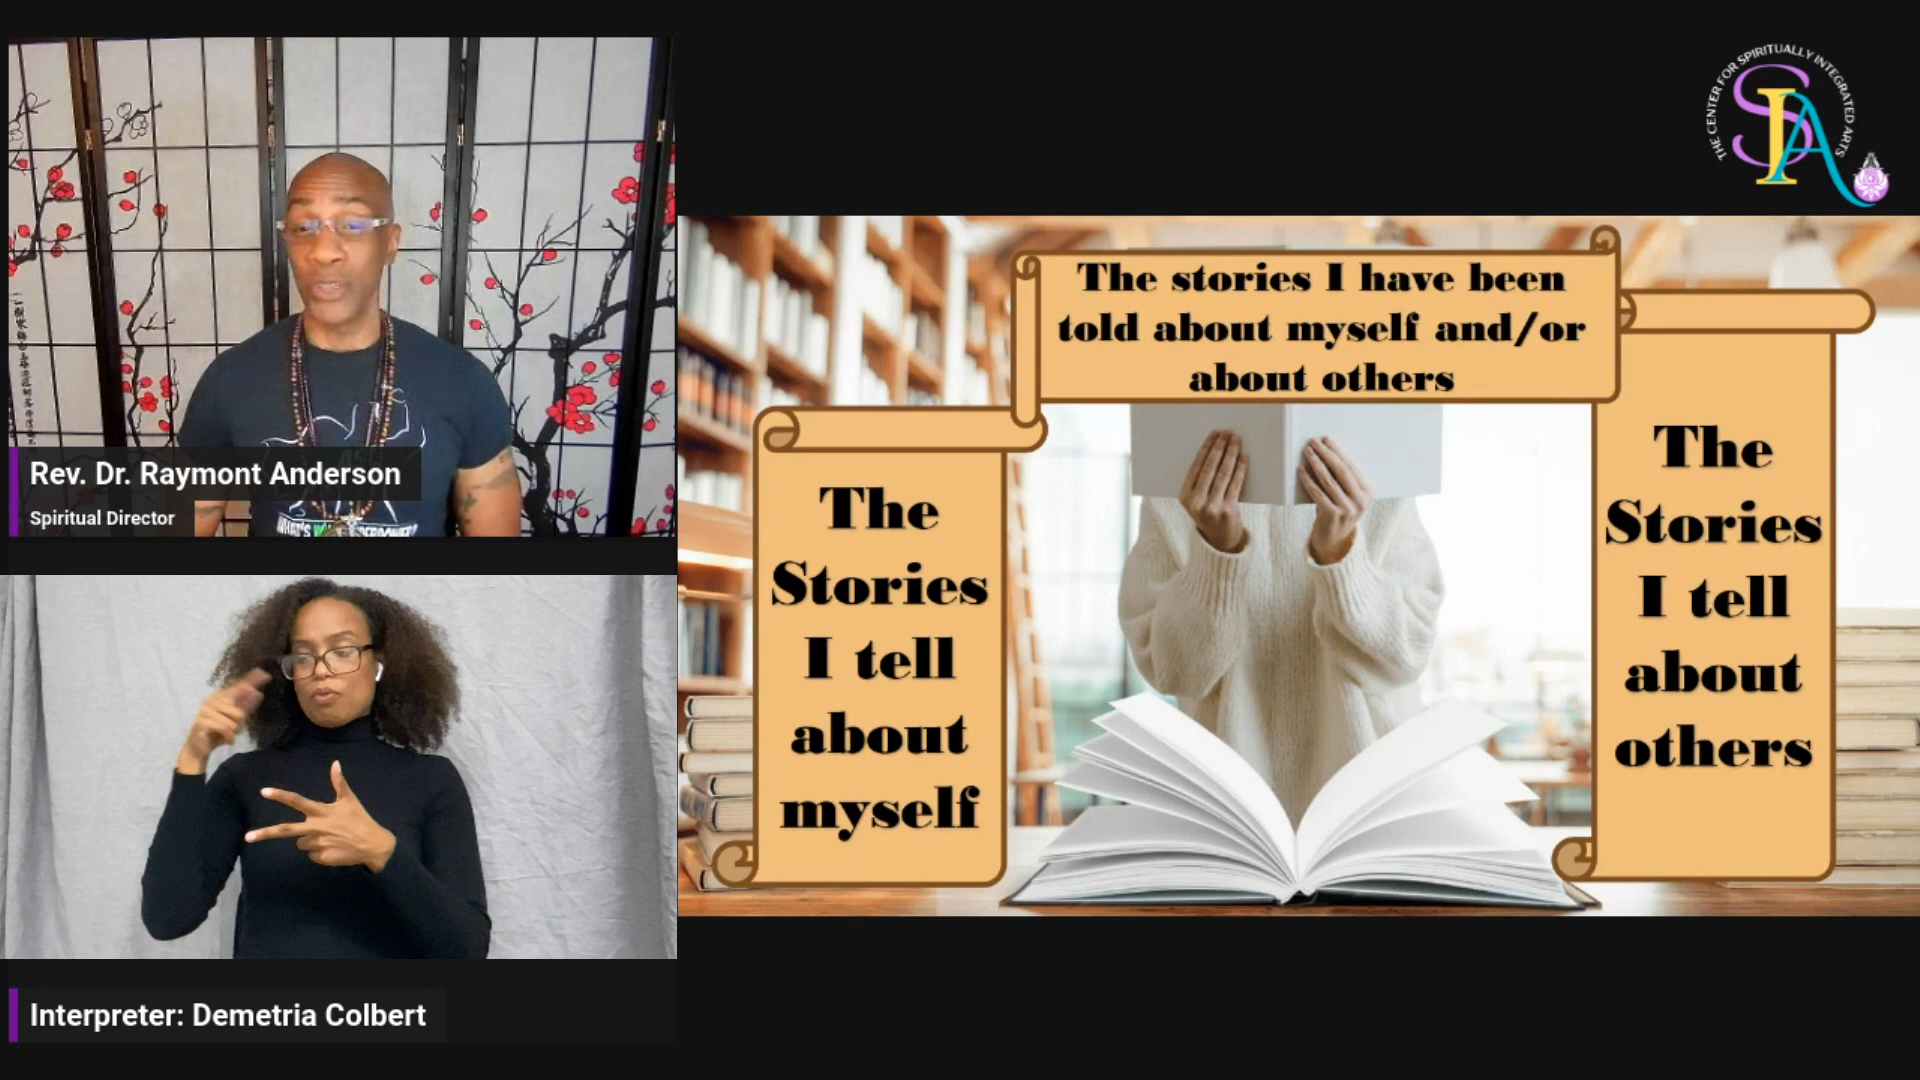 Rev. Dr. Raymont Anderson
Spiritual Director
Interpreter: Demetria Colbert
THE CENTER FOR SPIRITUALLY INTEGRATED ARTS
SIA
The stories I have been
told about myself and/or
about others
The
Stories
I tell
about
myself
The
Stories
I tell
about
others